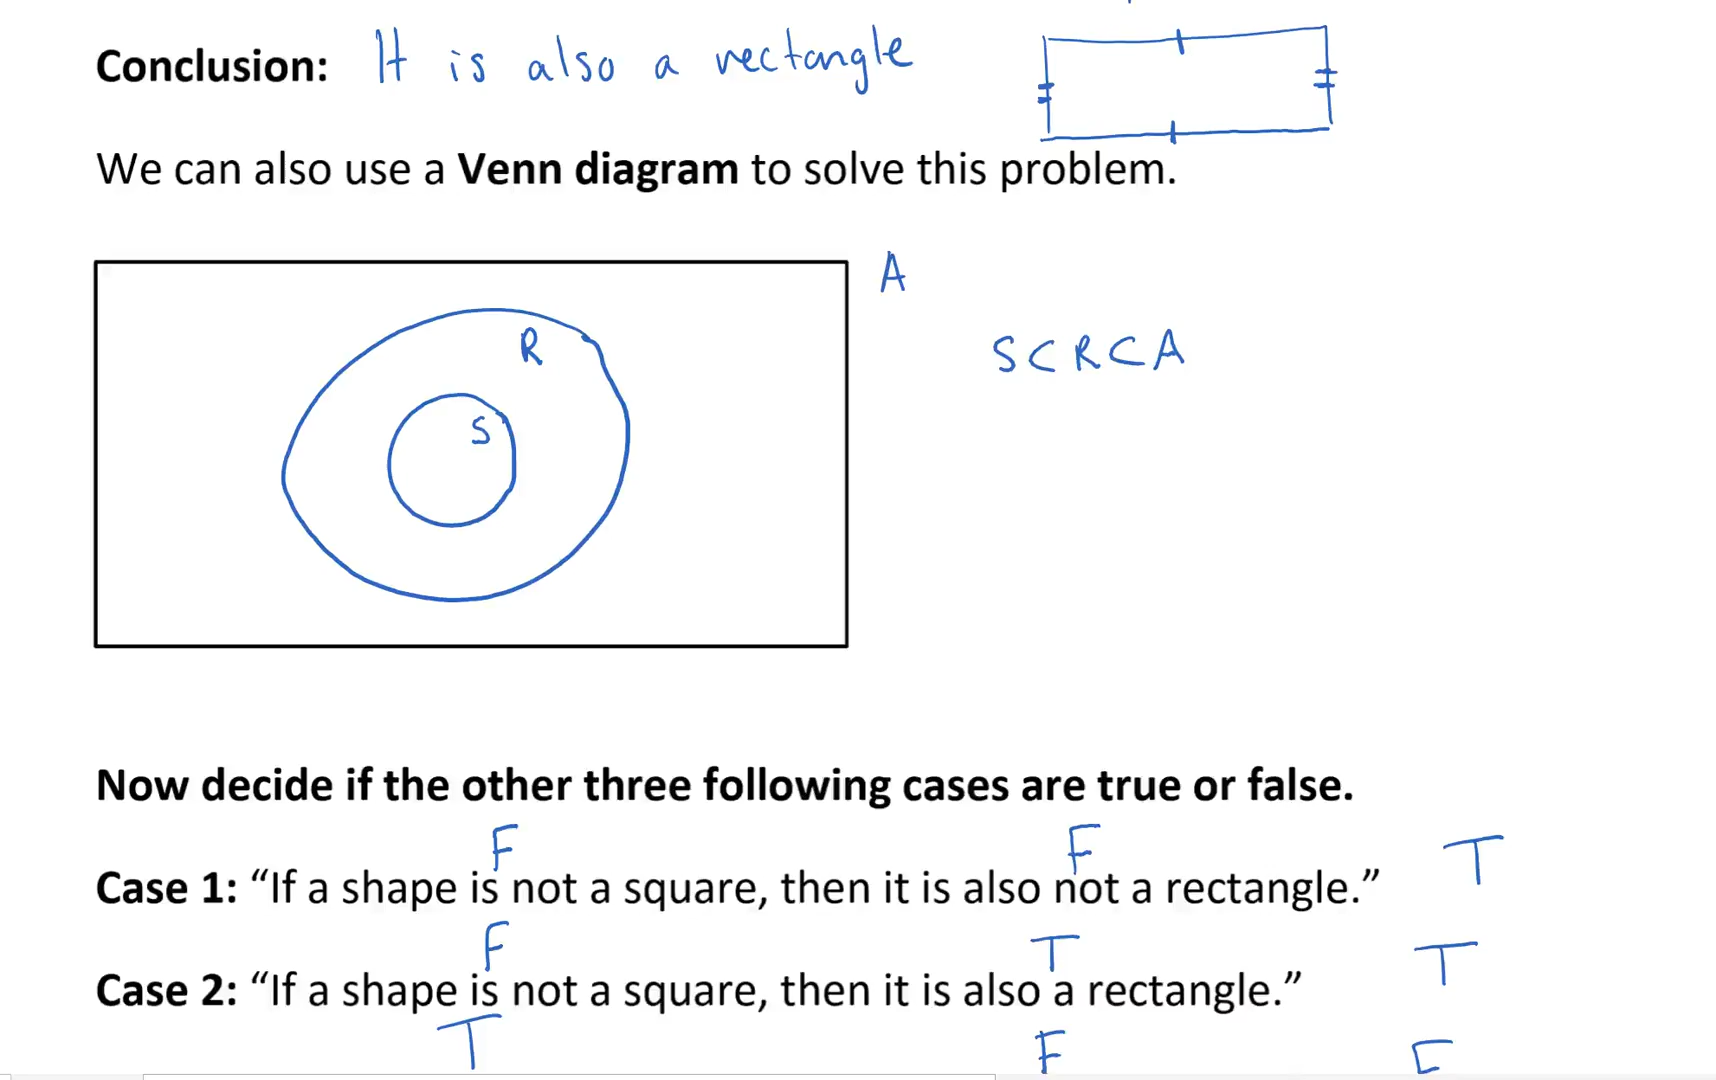 Conclusion: It is also a rectangle
We can also use a Venn diagram to solve this problem.
A
R
S⊂R⊂A
S
Now decide if the other three following cases are true or false.
F F T
Case 1: “If a shape is not a square, then it is also not a rectangle.”
F T T
Case 2: “If a shape is not a square, then it is also a rectangle.”
T F F